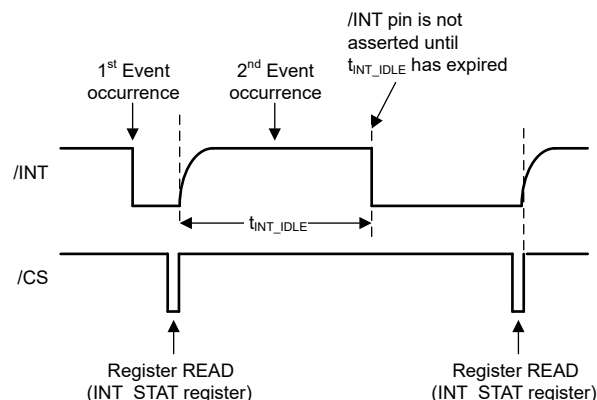 /INT pin is not
asserted until
tINT_IDLE has expired
1st Event
occurrence
2nd Event
occurrence
/INT
tINT_IDLE
/CS
Register READ
(INT_STAT register)
Register READ
(INT_STAT register)